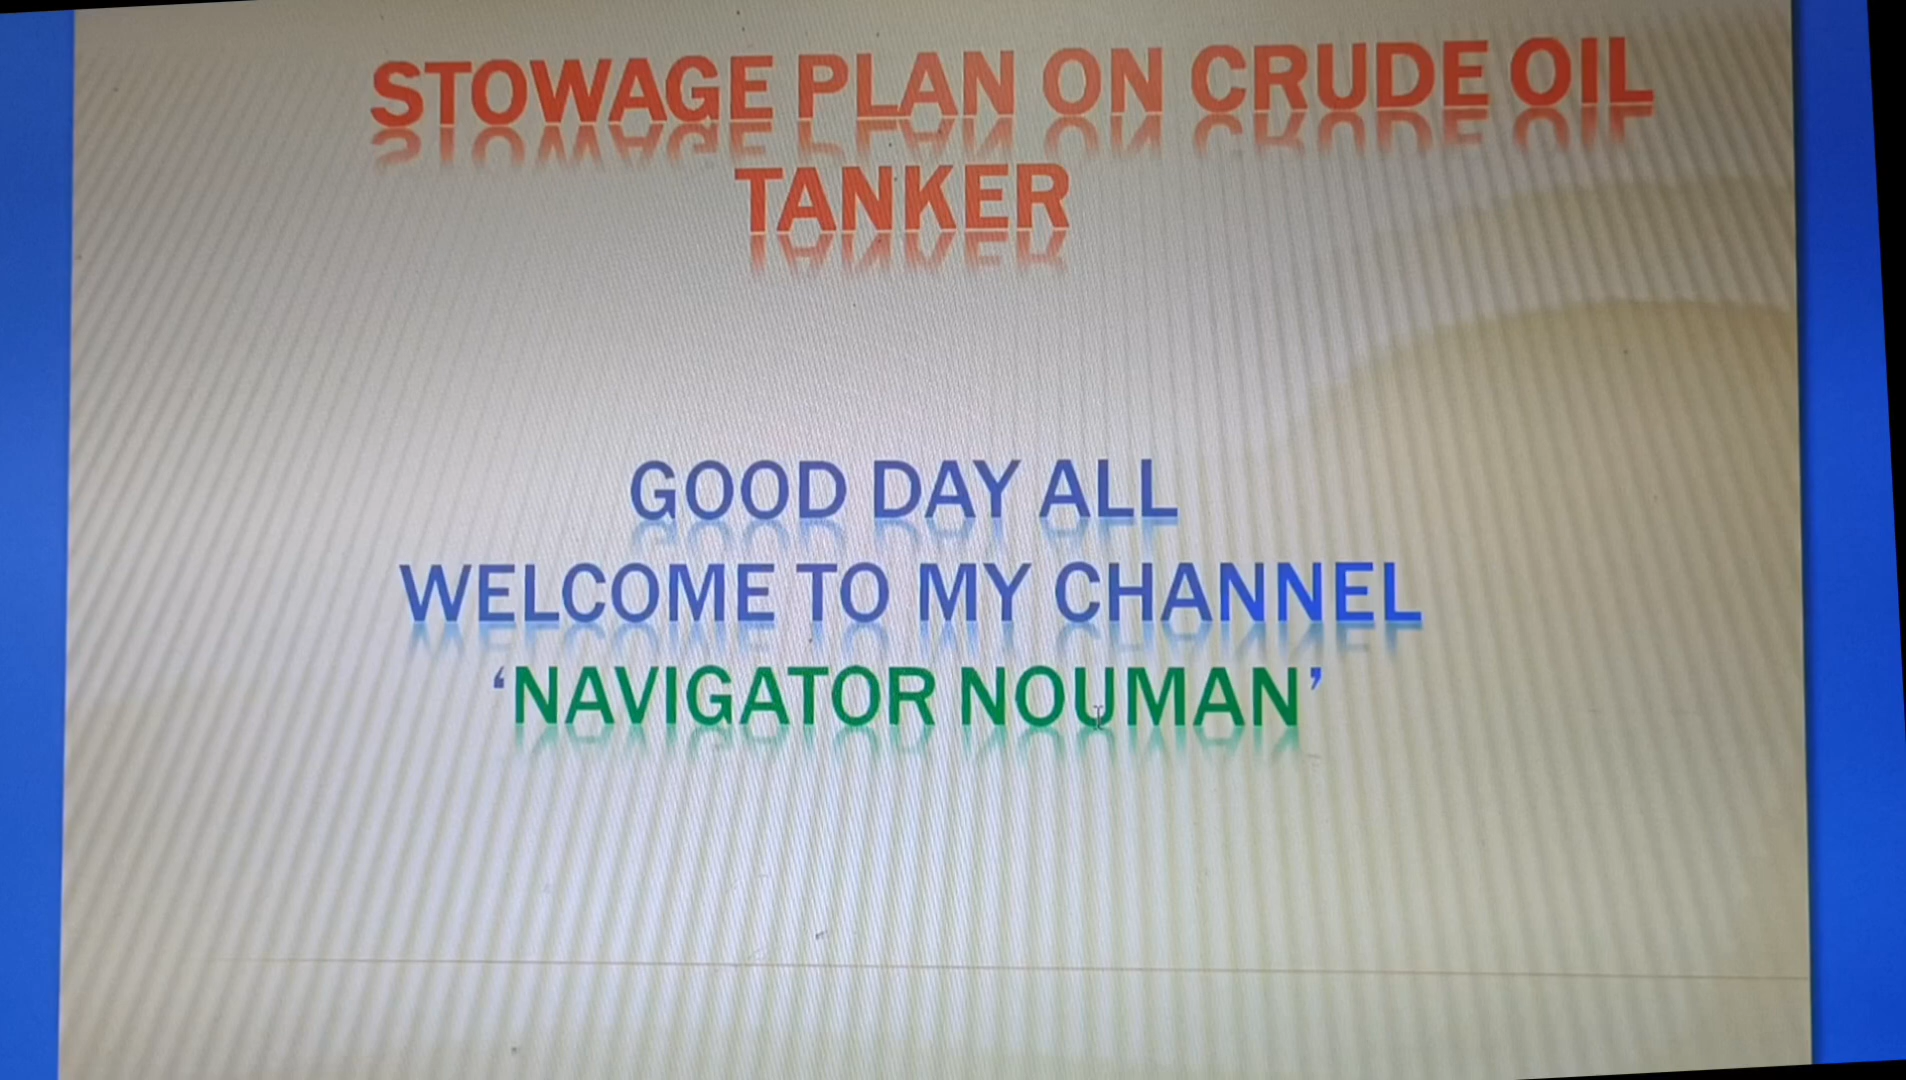 STOWAGE PLAN ON CRUDE OIL
TANKER
GOOD DAY ALL
WELCOME TO MY CHANNEL
‘NAVIGATOR NOUMAN’